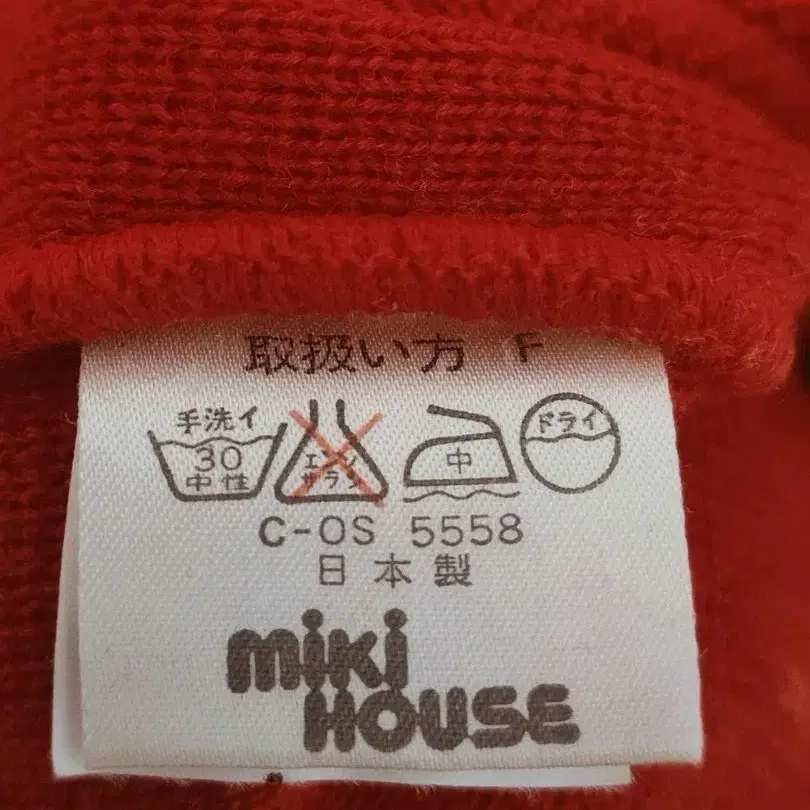 取扱い方 F
手洗イ
30
中性
エンソ
サラシ
中
ドライ
C-OS 5558
日本製
miki
HOUSE